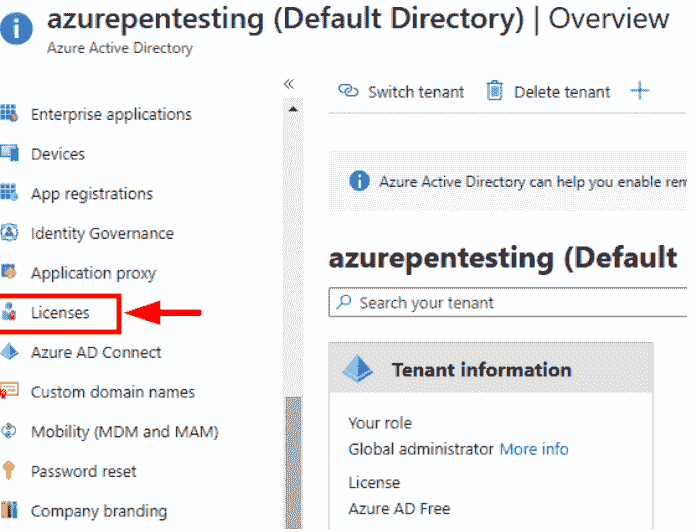 azurepentesting (Default Directory) | Overview
Azure Active Directory
Enterprise applications
Devices
App registrations
Identity Governance
Application proxy
Licenses
Azure AD Connect
Custom domain names
Mobility (MDM and MAM)
Password reset
Company branding
Switch tenant
Delete tenant
Azure Active Directory can help you enable
azurepentesting (Default
Search your tenant
Tenant information
Your role
Global administrator More info
License
Azure AD Free